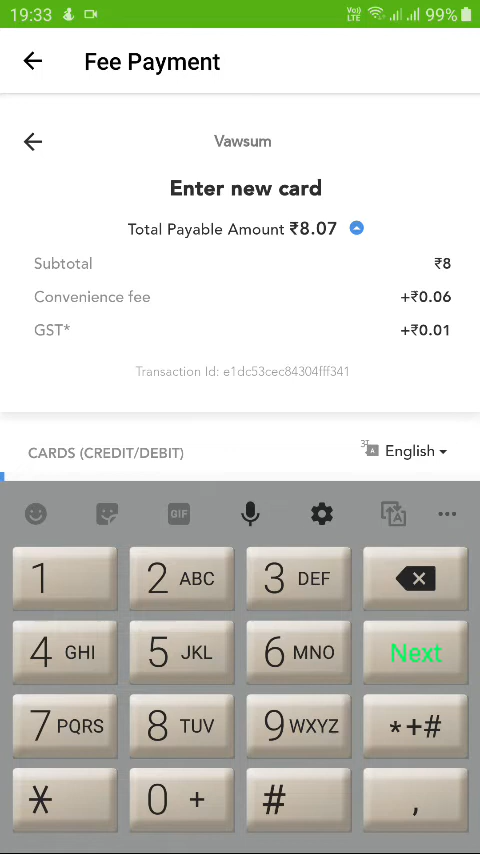 19:33 Vo) LTE 99%
Fee Payment
Vawsum
Enter new card
Total Payable Amount ₹8.07
Subtotal ₹8
Convenience fee +₹0.06
GST* +₹0.01
Transaction Id: e1dc53cec84304fff341
CARDS (CREDIT/DEBIT) English
GIF
1 2 ABC 3 DEF
4 GHI 5 JKL 6 MNO Next
7 PQRS 8 TUV 9 WXYZ *+#
* 0 + # ,